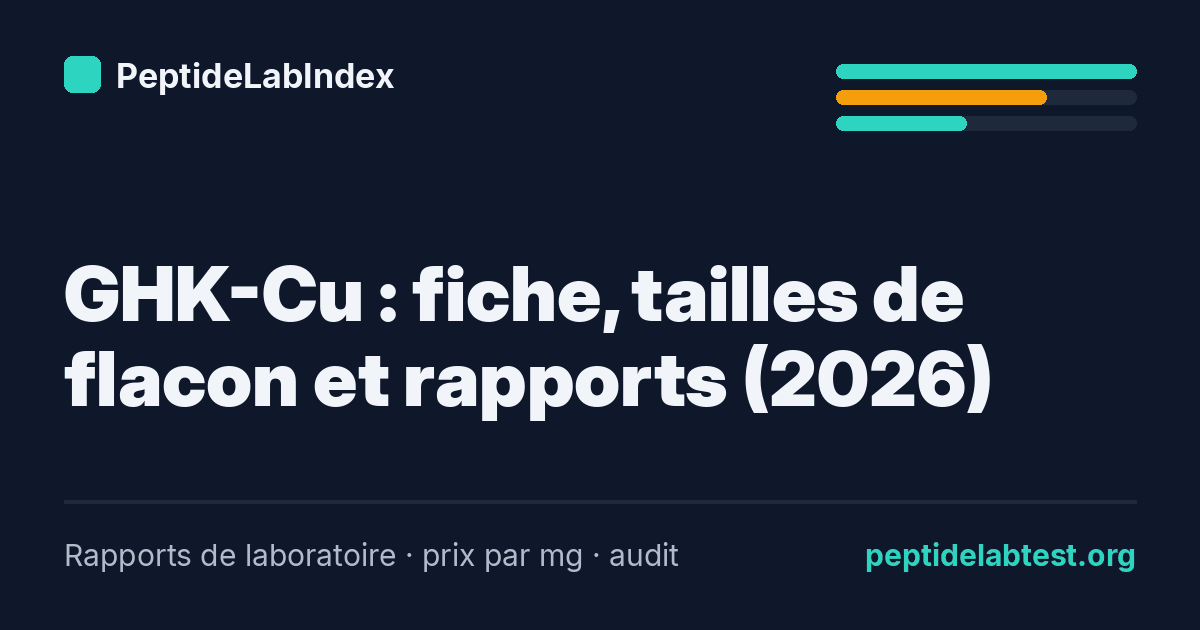 PeptideLabIndex
GHK-Cu : fiche, tailles de
flacon et rapports (2026)
Rapports de laboratoire · prix par mg · audit
peptidelabtest.org